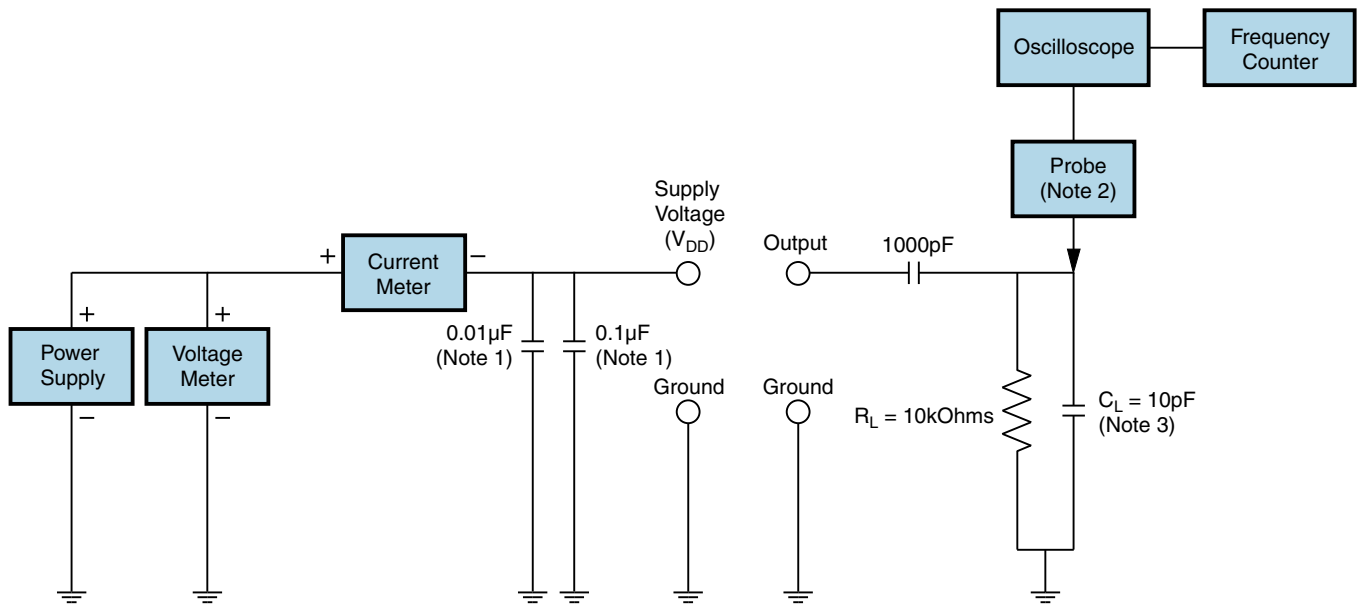 Oscilloscope
Frequency
Counter
Probe
(Note 2)
Supply
Voltage
(V_DD)
Output
1000pF
+
Current
Meter
−
+
Power
Supply
−
+
Voltage
Meter
−
0.01µF
(Note 1)
0.1µF
(Note 1)
Ground
Ground
R_L = 10kOhms
C_L = 10pF
(Note 3)